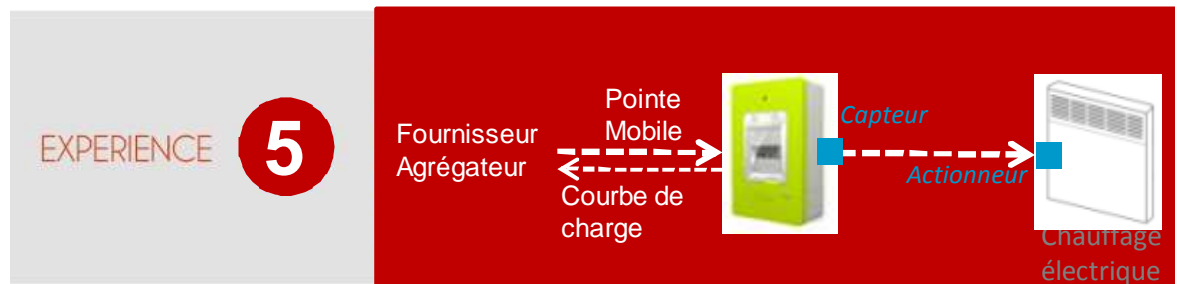 EXPERIENCE 5
Fournisseur
Agrégateur
Pointe
Mobile
Courbe de
charge
Capteur
Actionneur
Chauffage
électrique